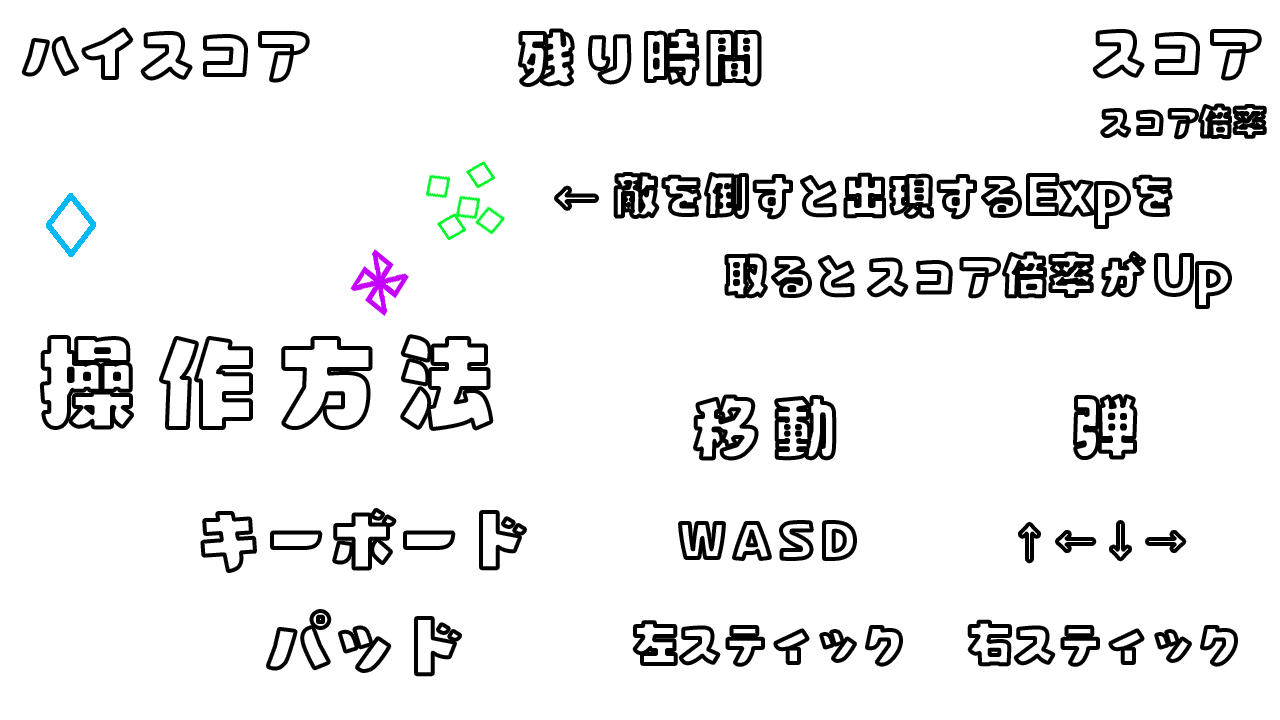 ハイスコア 残り時間 スコア
スコア倍率
← 敵を倒すと出現するExpを
取るとスコア倍率がUp
操作方法
移動 弾
キーボード WASD ↑←↓→
パッド 左スティック 右スティック